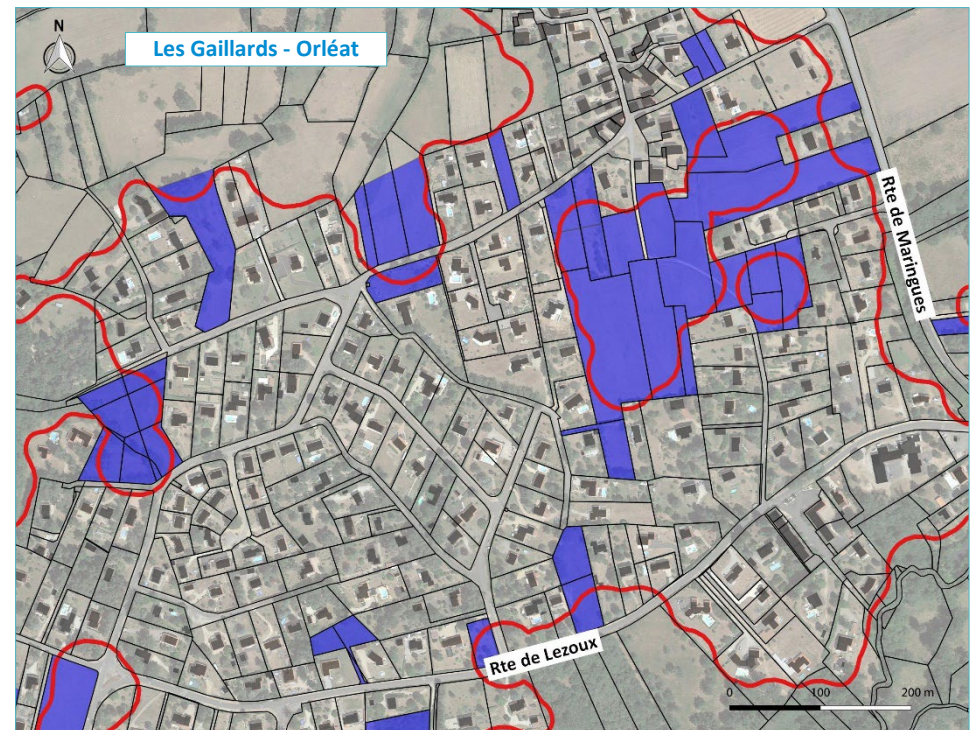 N
Les Gaillards - Orléat
Rte de Maringues
Rte de Lezoux
0 100 200 m